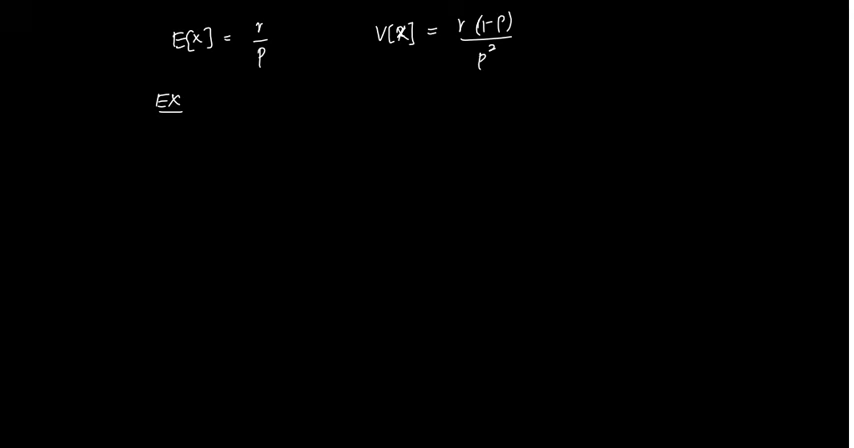 E[X] = r/p    V[X] = r(1-p)/p²
EX